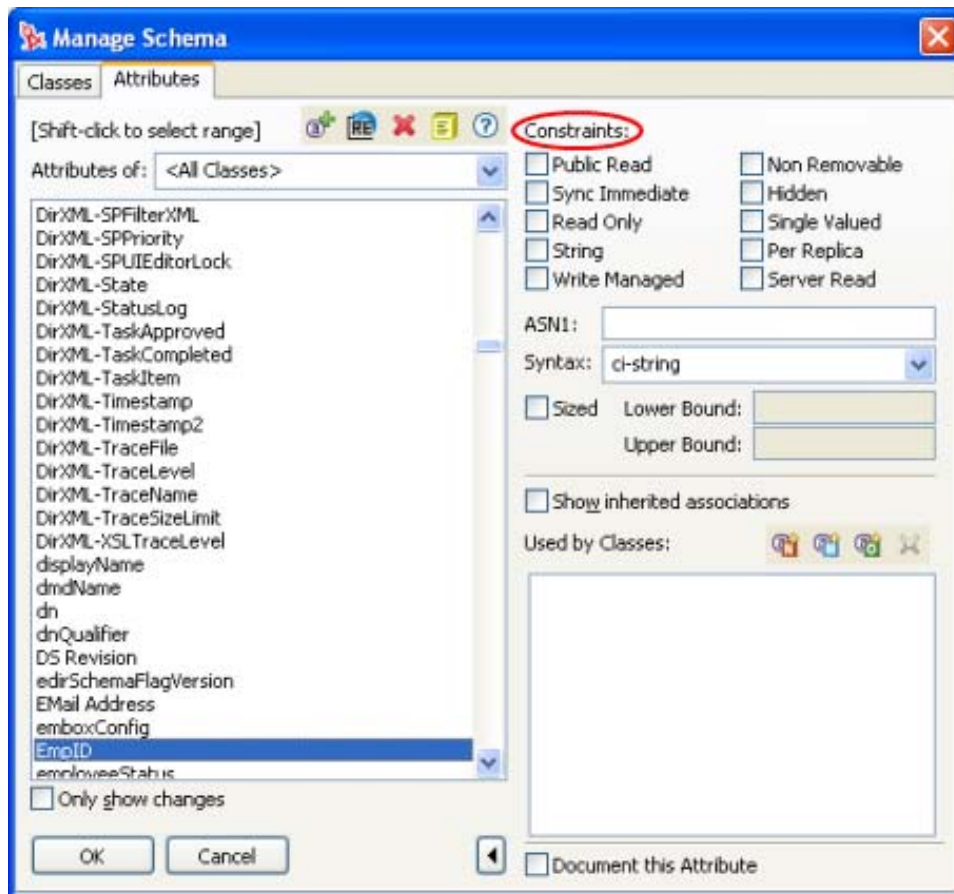 Manage Schema
Classes
Attributes
[Shift-click to select range]
RE
Attributes of:
<All Classes>
DirXML-SPFilterXML
DirXML-SPPriority
DirXML-SPUIEditorLock
DirXML-State
DirXML-StatusLog
DirXML-TaskApproved
DirXML-TaskCompleted
DirXML-TaskItem
DirXML-Timestamp
DirXML-Timestamp2
DirXML-TraceFile
DirXML-TraceLevel
DirXML-TraceName
DirXML-TraceSizeLimit
DirXML-XSLTraceLevel
displayName
dmdName
dn
dnQualifier
DS Revision
edirSchemaFlagVersion
EMail Address
emboxConfig
EmpID
employeeStatus
Only show changes
OK
Cancel
Constraints:
Public Read
Non Removable
Sync Immediate
Hidden
Read Only
Single Valued
String
Per Replica
Write Managed
Server Read
ASN1:
Syntax:
ci-string
Sized
Lower Bound:
Upper Bound:
Show inherited associations
Used by Classes:
Document this Attribute